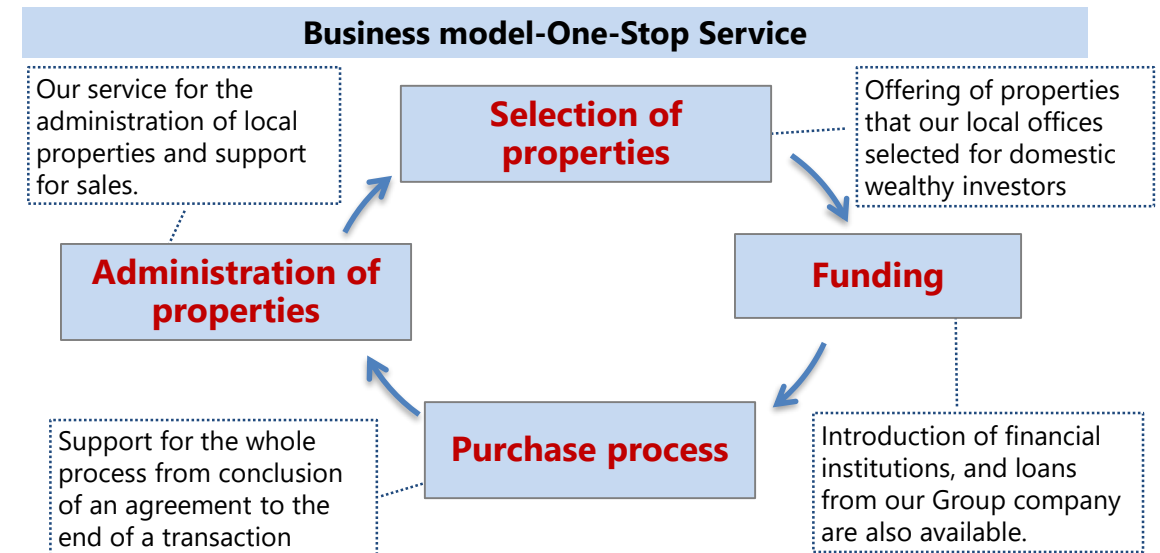 Business model-One-Stop Service
Our service for the
administration of local
properties and support
for sales.
Selection of
properties
Offering of properties
that our local offices
selected for domestic
wealthy investors
Administration of
properties
Funding
Support for the whole
process from conclusion
of an agreement to the
end of a transaction
Purchase process
Introduction of financial
institutions, and loans
from our Group company
are also available.